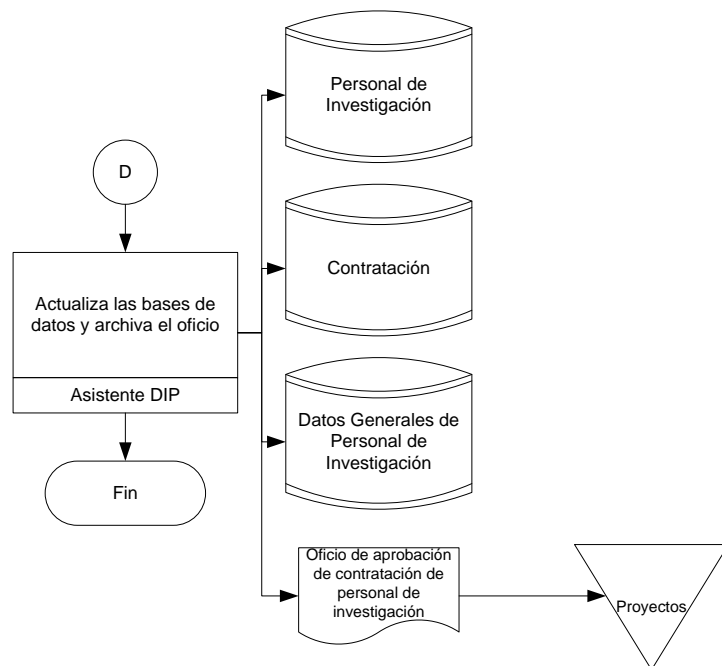 Personal de
Investigación
D
Actualiza las bases de
datos y archiva el oficio
Asistente DIP
Contratación
Datos Generales de
Personal de
Investigación
Fin
Oficio de aprobación
de contratación de
personal de
investigación
Proyectos